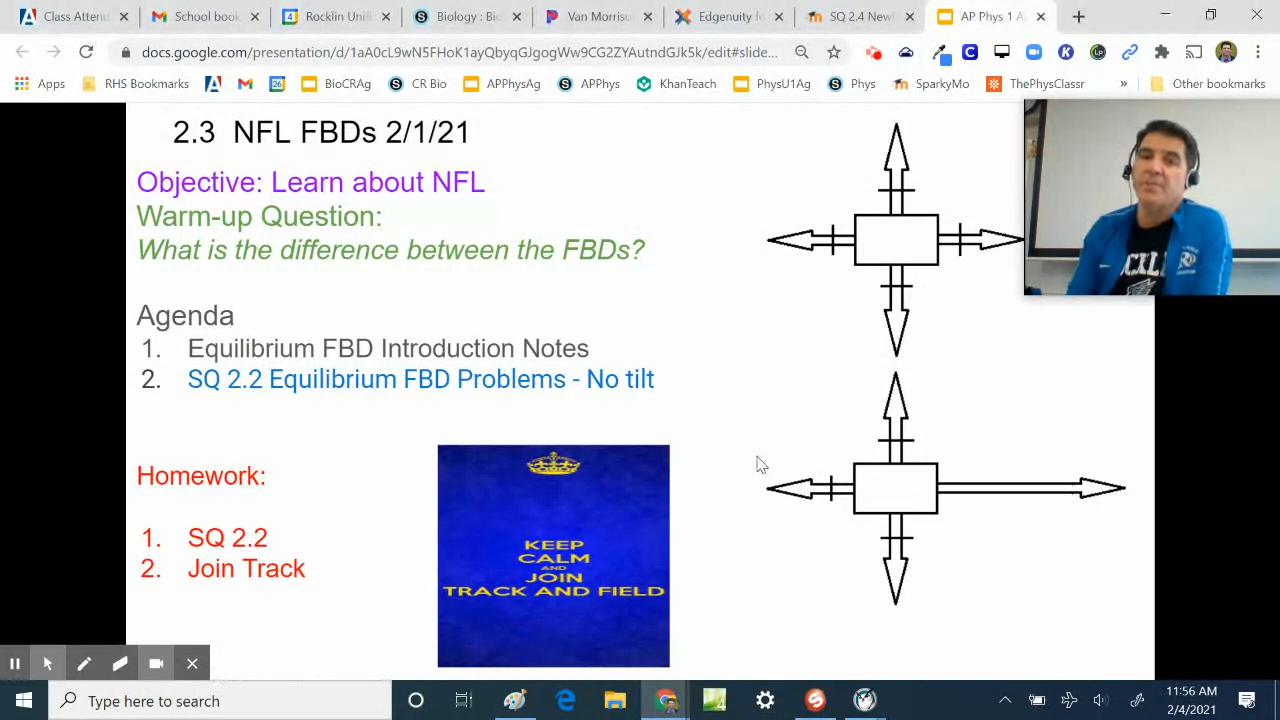 Class Attend
School book
Rocklin Unifi
Biology : Bi
Van Morriso
Edgenuity fo
SQ 2.4 Newt
AP Phys 1 A
docs.google.com/presentation/d/1aA0cL9wN5FHoK1ayQbyqGJgogWw9CG2ZYAutndGJk5k/edit#slide...
Apps
RHS Bookmarks
BioCRAg
CR Bio
APPhysAg
APPhys
KhanTeach
PhysU1Ag
Phys
SparkyMo
ThePhysClassr
»
Other bookmarks
2.3 NFL FBDs 2/1/21
Objective: Learn about NFL
Warm-up Question:
What is the difference between the FBDs?
Agenda
1. Equilibrium FBD Introduction Notes
2. SQ 2.2 Equilibrium FBD Problems - No tilt
Homework:
1. SQ 2.2
2. Join Track
KEEP
CALM
AND
JOIN
TRACK AND FIELD
Type here to search
11:56 AM
2/4/2021